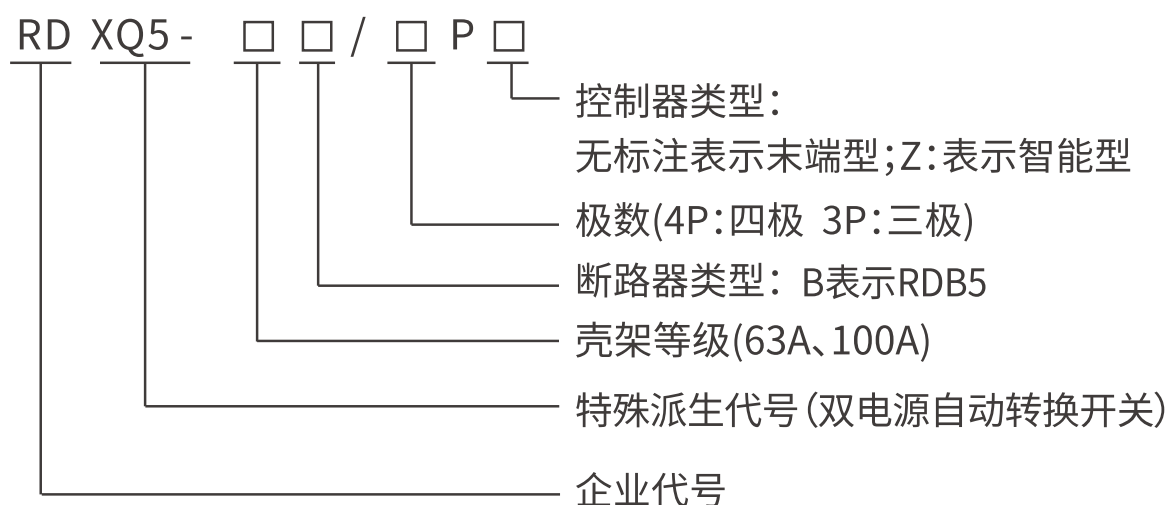 RD XQ5- □ □ / □ P □
控制器类型：
无标注表示末端型；Z：表示智能型
极数(4P：四极 3P：三极)
断路器类型：B表示RDB5
壳架等级(63A、100A)
特殊派生代号（双电源自动转换开关）
企业代号